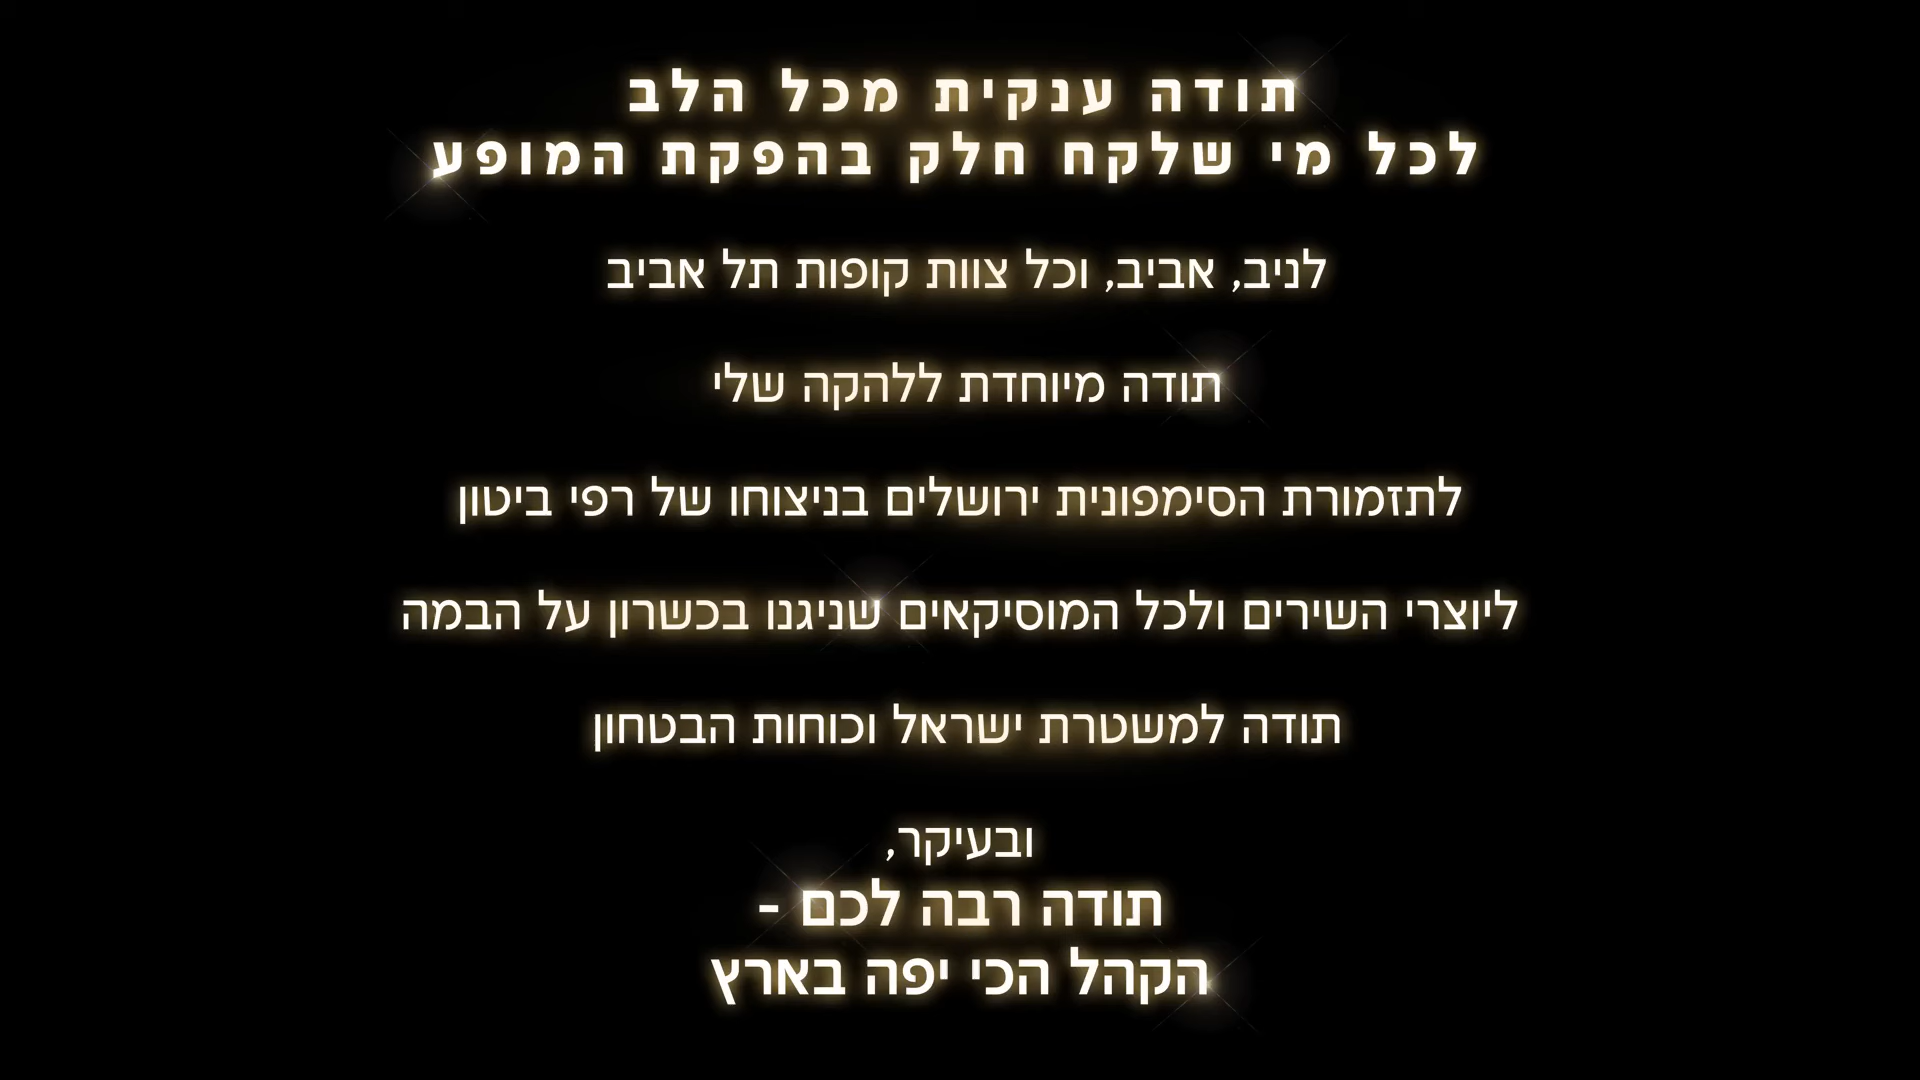 תודה ענקית מכל הלב
לכל מי שלקח חלק בהפקת המופע
לניב, אביב, וכל צוות קופות תל אביב
תודה מיוחדת ללהקה שלי
לתזמורת הסימפונית ירושלים בניצוחו של רפי ביטון
ליוצרי השירים ולכל המוסיקאים שניגנו בכשרון על הבמה
תודה למשטרת ישראל וכוחות הבטחון
ובעיקר,
תודה רבה לכם -
הקהל הכי יפה בארץ